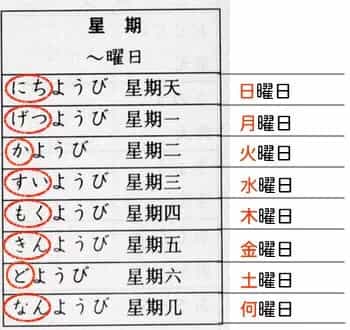 星期
～曜日
にちようび 星期天 日曜日
げつようび 星期一 月曜日
かようび 星期二 火曜日
すいようび 星期三 水曜日
もくようび 星期四 木曜日
きんようび 星期五 金曜日
どようび 星期六 土曜日
なんようび 星期几 何曜日